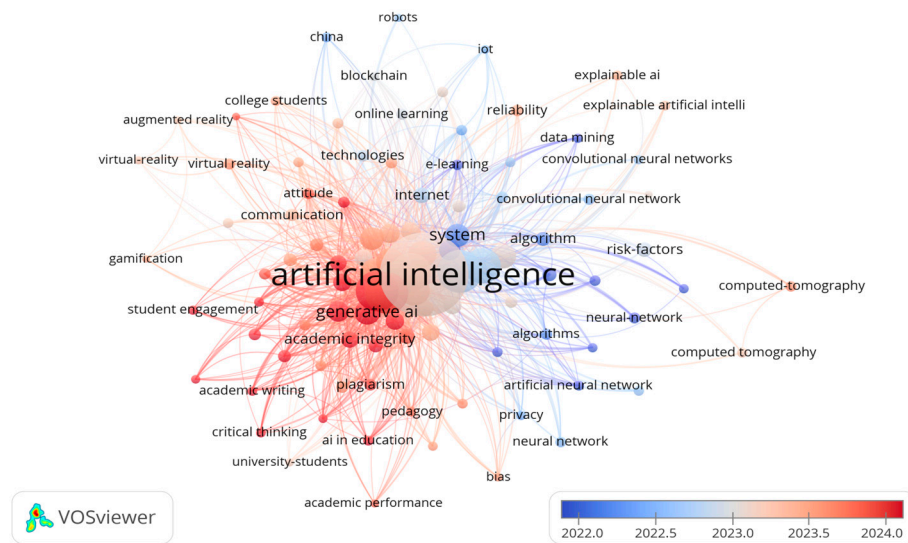 robots
china
iot
blockchain
explainable ai
college students
explainable artificial intelli
online learning
reliability
augmented reality
data mining
technologies
virtual-reality
virtual reality
e-learning
convolutional neural networks
attitude
internet
convolutional neural network
communication
system
algorithm
risk-factors
gamification
artificial intelligence
computed-tomography
student engagement
generative ai
neural-network
academic integrity
algorithms
computed tomography
plagiarism
artificial neural network
academic writing
pedagogy
privacy
critical thinking
ai in education
neural network
university-students
bias
academic performance
VOSviewer
2022.0 2022.5 2023.0 2023.5 2024.0